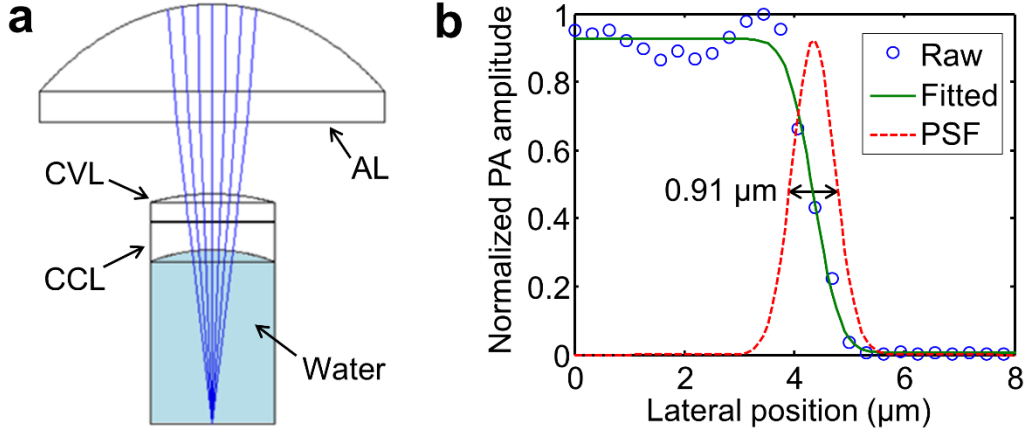 a
AL
CVL
CCL
Water
b
Normalized PA amplitude
1
0.8
0.6
0.4
0.2
0
Raw
Fitted
PSF
0.91 μm
0 2 4 6 8
Lateral position (μm)